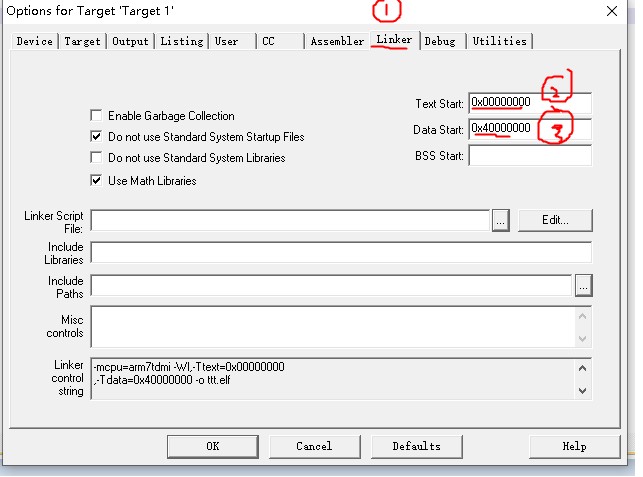 Options for Target 'Target 1'
1
Device Target Output Listing User CC Assembler Linker Debug Utilities
Text Start: 0x00000000 2
Enable Garbage Collection
Data Start: 0x40000000 3
Do not use Standard System Startup Files
Do not use Standard System Libraries
BSS Start:
Use Math Libraries
Linker Script
File:
... Edit...
Include
Libraries
Include
Paths
...
Misc
controls
Linker
control
string
-mcpu=arm7tdmi -Wl,-Ttext=0x00000000
,-Tdata=0x40000000 -o ttt.elf
OK Cancel Defaults Help